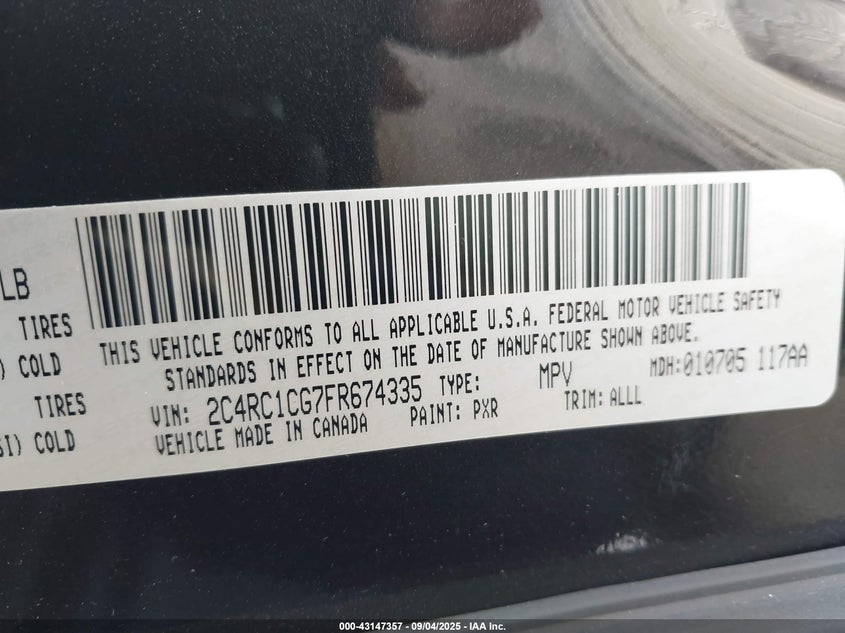 LB
TIRES
) COLD
TIRES
SI) COLD
THIS VEHICLE CONFORMS TO ALL APPLICABLE U.S.A. FEDERAL MOTOR VEHICLE SAFETY
STANDARDS IN EFFECT ON THE DATE OF MANUFACTURE SHOWN ABOVE.
VIN: 2C4RC1CG7FR674335 TYPE: MPV MDH:010705 117AA
VEHICLE MADE IN CANADA PAINT: PXR TRIM: ALLL
000-43147357 - 09/04/2025 - IAA Inc.